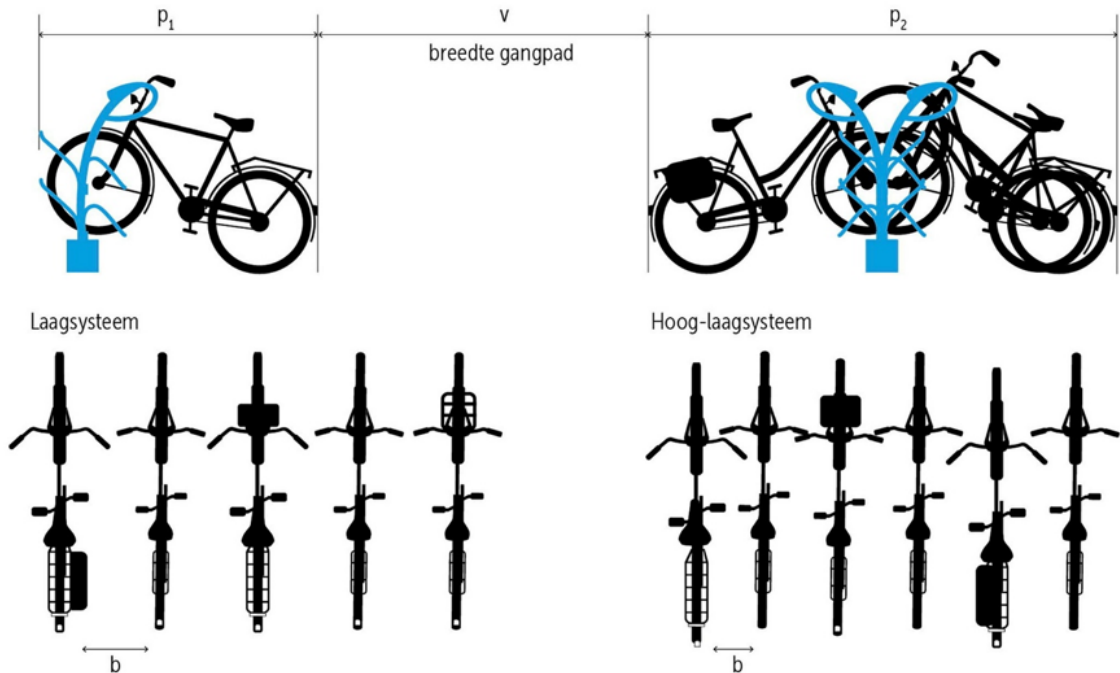 p₁
v
p₂
breedte gangpad
Laagsysteem
Hoog-laagsysteem
b
b